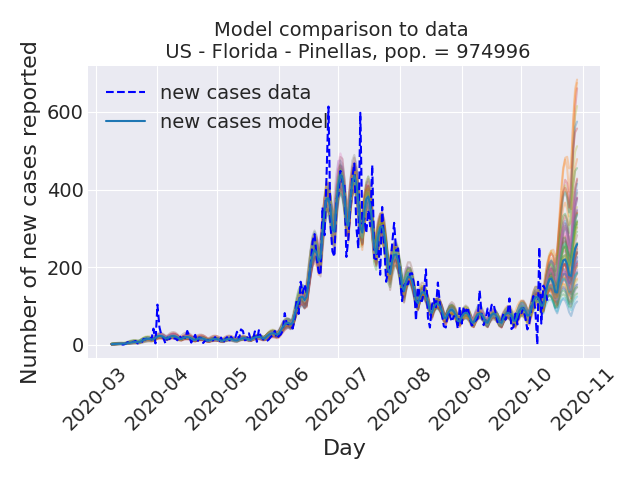 Model comparison to data
US - Florida - Pinellas, pop. = 974996
new cases data
new cases model
Number of new cases reported
600
400
200
0
2020-03
2020-04
2020-05
2020-06
2020-07
2020-08
2020-09
2020-10
2020-11
Day